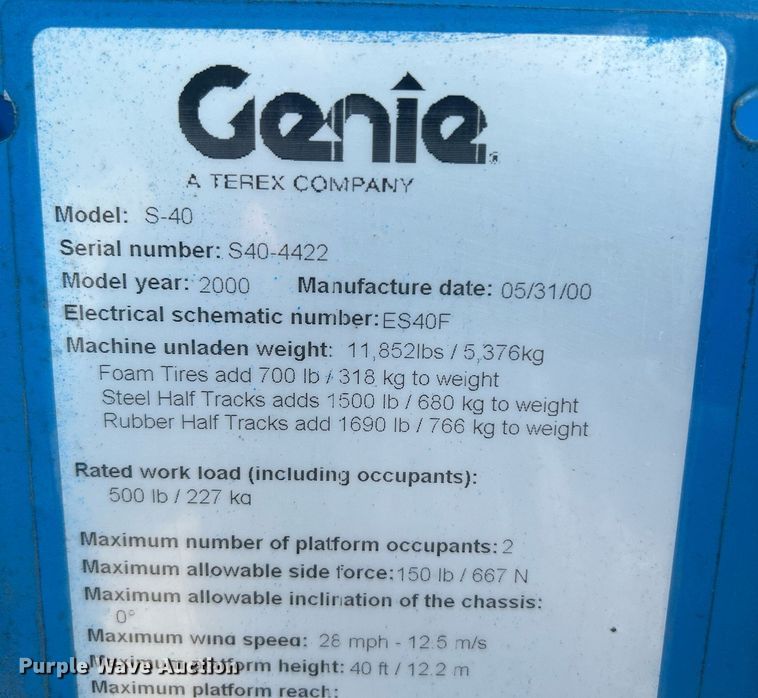 Genie
A TEREX COMPANY
Model: S-40
Serial number: S40-4422
Model year: 2000 Manufacture date: 05/31/00
Electrical schematic number: ES40F
Machine unladen weight: 11,852lbs / 5,376kg
Foam Tires add 700 lb / 318 kg to weight
Steel Half Tracks adds 1500 lb / 680 kg to weight
Rubber Half Tracks add 1690 lb / 766 kg to weight
Rated work load (including occupants):
500 lb / 227 kg
Maximum number of platform occupants: 2
Maximum allowable side force: 150 lb / 667 N
Maximum allowable inclination of the chassis:
0°
Maximum wind speed: 28 mph - 12.5 m/s
Maximum platform height: 40 ft / 12.2 m
Maximum platform reach:
Purple Wave Auction